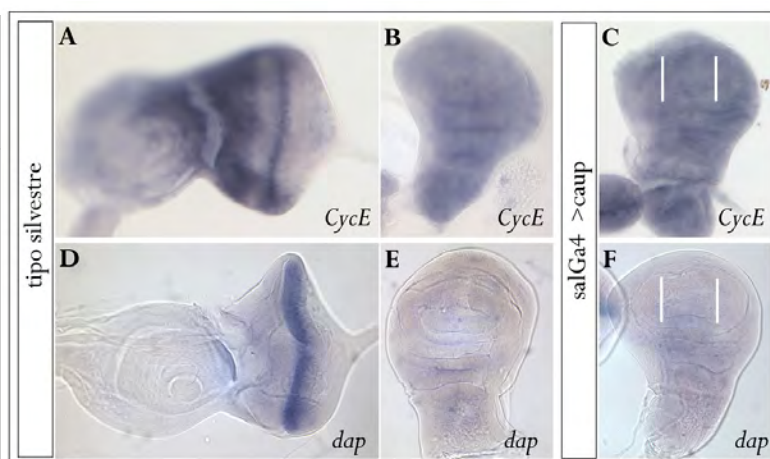 tipo silvestre
A
CycE
B
CycE
salGa4 >caup
C
CycE
D
dap
E
dap
F
dap